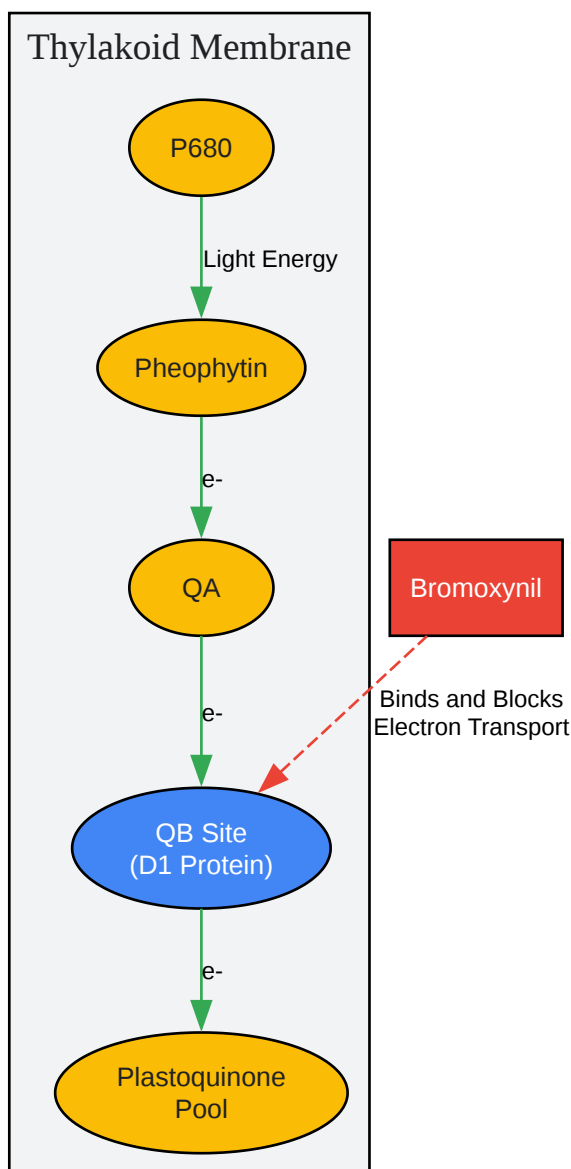 Thylakoid Membrane
P680
Light Energy
Pheophytin
e-
QA
Bromoxynil
e-
Binds and Blocks
Electron Transport
QB Site
(D1 Protein)
e-
Plastoquinone
Pool